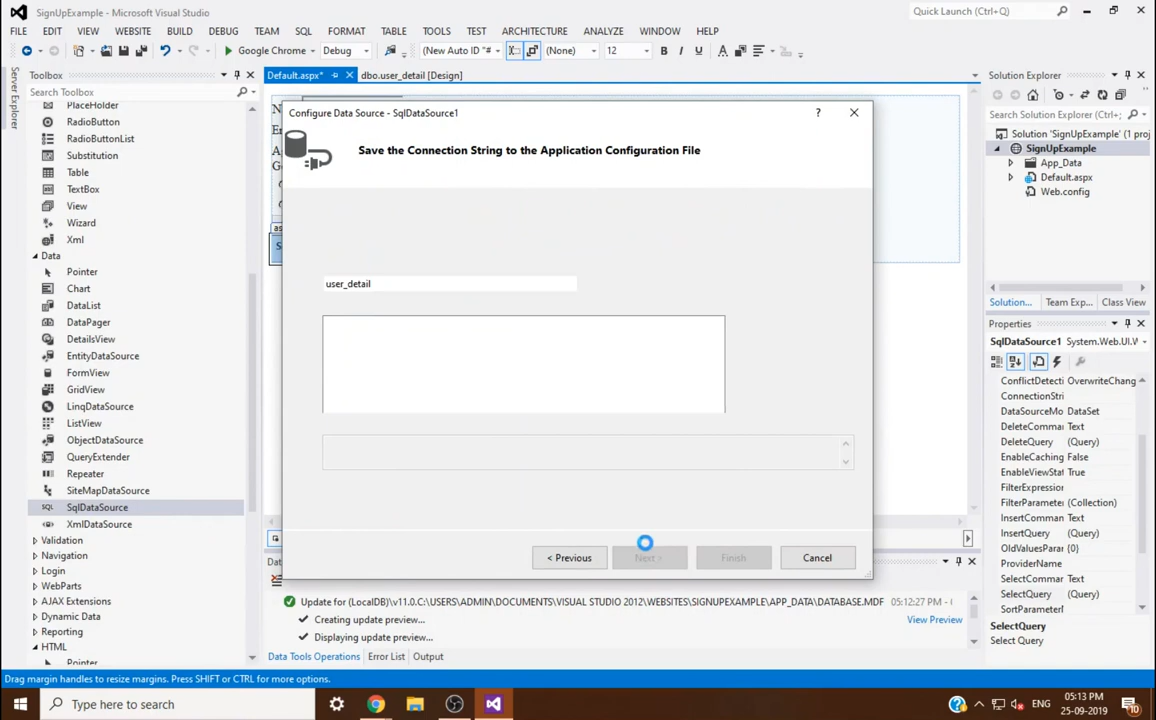 SignUpExample - Microsoft Visual Studio
Quick Launch (Ctrl+Q)
FILE EDIT VIEW WEBSITE BUILD DEBUG TEAM SQL FORMAT TABLE TOOLS TEST ARCHITECTURE ANALYZE WINDOW HELP
Google Chrome Debug (New Auto ID "# (None) 12 B I U A
Server Explorer
Toolbox
Search Toolbox
PlaceHolder
RadioButton
RadioButtonList
Substitution
Table
TextBox
View
Wizard
Xml
Data
Pointer
Chart
DataList
DataPager
DetailsView
EntityDataSource
FormView
GridView
LinqDataSource
ListView
ObjectDataSource
QueryExtender
Repeater
SiteMapDataSource
SqlDataSource
XmlDataSource
Validation
Navigation
Login
WebParts
AJAX Extensions
Dynamic Data
Reporting
HTML
Pointer
Default.aspx*
dbo.user_detail [Design]
Configure Data Source - SqlDataSource1
Save the Connection String to the Application Configuration File
user_detail
< Previous
Next >
Finish
Cancel
Update for (LocalDB)\v11.0.C:\USERS\ADMIN\DOCUMENTS\VISUAL STUDIO 2012\WEBSITES\SIGNUPEXAMPLE\APP_DATA\DATABASE.MDF - 5:12:27 PM -
Creating update preview...
View Preview
Displaying update preview...
Data Tools Operations Error List Output
Solution Explorer
Search Solution Explorer (Ctrl+;
Solution 'SignUpExample' (1 proj
SignUpExample
App_Data
Default.aspx
Web.config
Solution... Team Exp... Class View
Properties
SqlDataSource1 System.Web.UI.W
ConflictDetecti OverwriteChang
ConnectionStri
DataSourceMo DataSet
DeleteComma Text
DeleteQuery (Query)
EnableCaching False
EnableViewStat True
FilterExpression
FilterParameter (Collection)
InsertComman Text
InsertQuery (Query)
OldValuesParar {0}
ProviderName
SelectComman Text
SelectQuery (Query)
SortParameterI
SelectQuery
Select Query
Drag margin handles to resize margins. Press SHIFT or CTRL for more options.
Type here to search
ENG
05:13 PM
25-09-2019
10